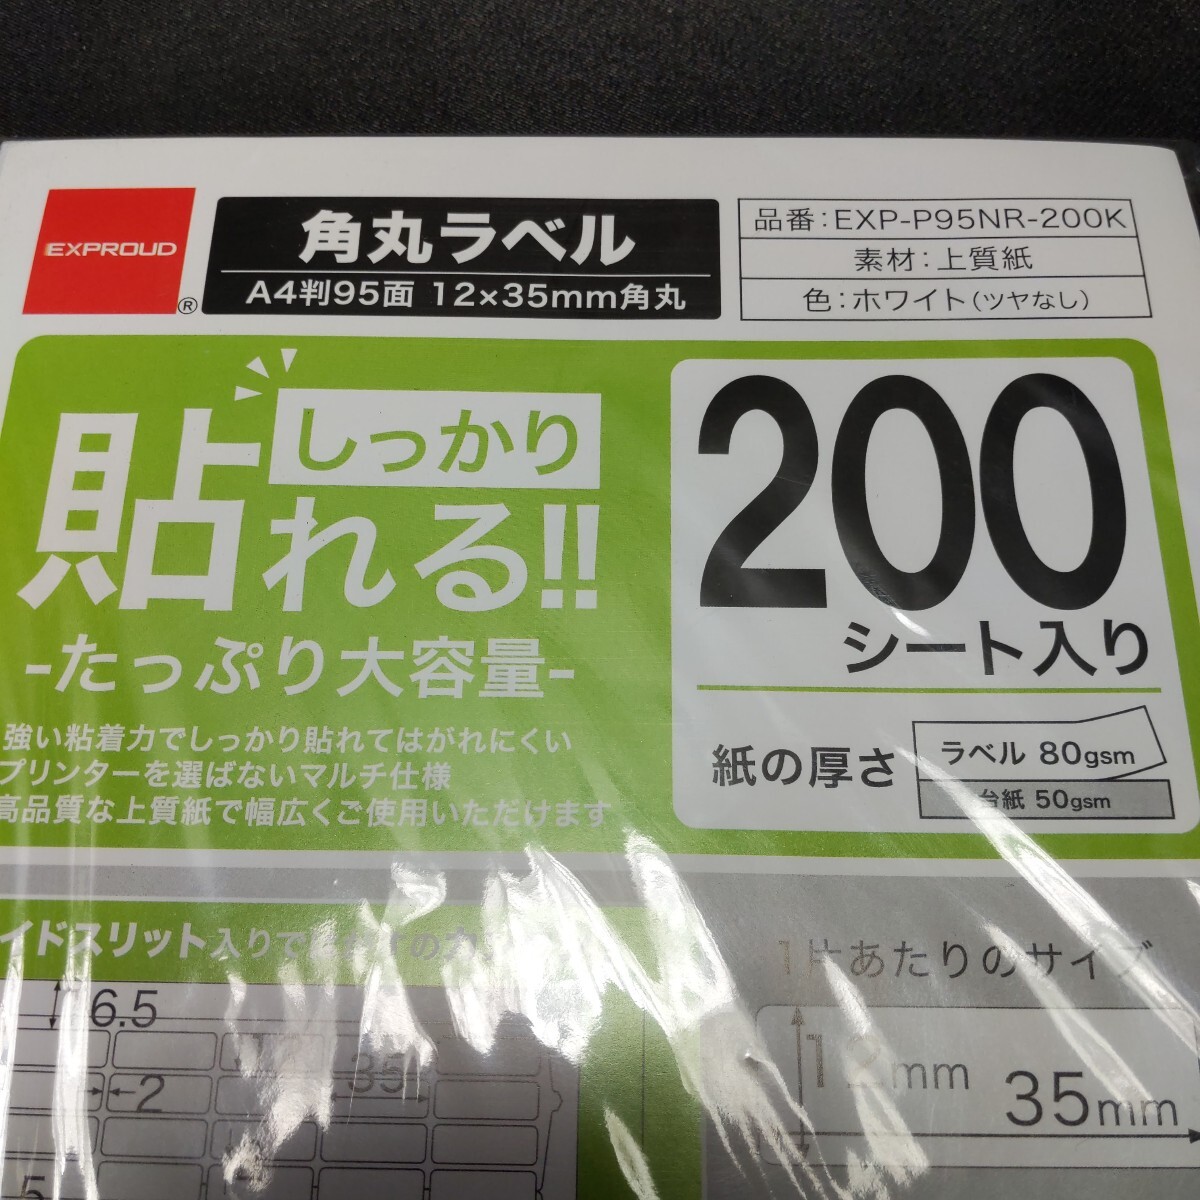 EXPROUD
®
角丸ラベル
A4判95面 12×35mm角丸
品番:EXP-P95NR-200K
素材:上質紙
色:ホワイト(ツヤなし)
しっかり
貼れる!!
-たっぷり大容量-
強い粘着力でしっかり貼れてはがれにくい
プリンターを選ばないマルチ仕様
高品質な上質紙で幅広くご使用いただけます
200
シート入り
紙の厚さ
ラベル 80gsm
台紙 50gsm
イドスリット入りで
6.5
12
35
2
5
1片あたりのサイズ
12mm
35mm